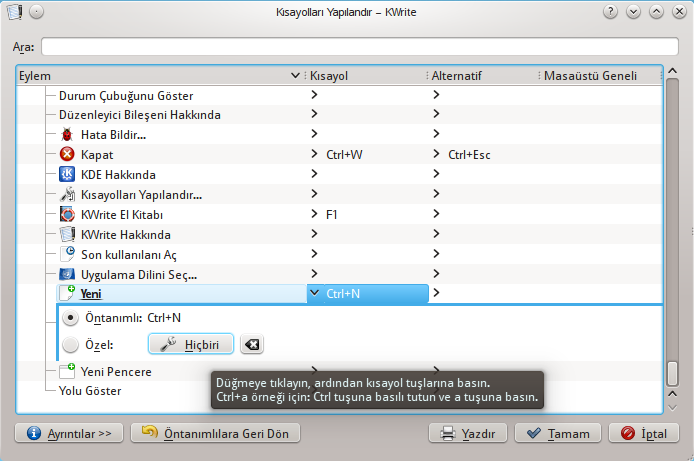 Kısayolları Yapılandır – KWrite
Ara:
Eylem Kısayol Alternatif Masaüstü Geneli
Durum Çubuğunu Göster
Düzenleyici Bileşeni Hakkında
Hata Bildir...
Kapat Ctrl+W Ctrl+Esc
KDE Hakkında
Kısayolları Yapılandır...
KWrite El Kitabı F1
KWrite Hakkında
Son kullanılanı Aç
Uygulama Dilini Seç...
Yeni Ctrl+N
Öntanımlı: Ctrl+N
Özel: Hiçbiri
Yeni Pencere
Yolu Göster
Düğmeye tıklayın, ardından kısayol tuşlarına basın.
Ctrl+a örneği için: Ctrl tuşuna basılı tutun ve a tuşuna basın.
Ayrıntılar >> Öntanımlılara Geri Dön Yazdır Tamam İptal